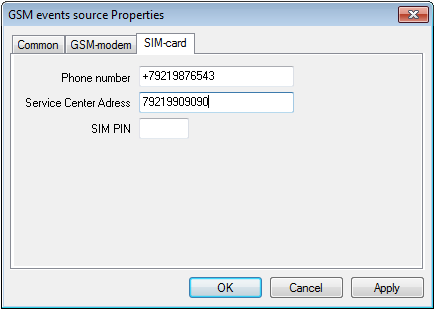 GSM events source Properties
Common GSM-modem SIM-card
Phone number +79219876543
Service Center Adress 79219909090
SIM PIN
OK Cancel Apply